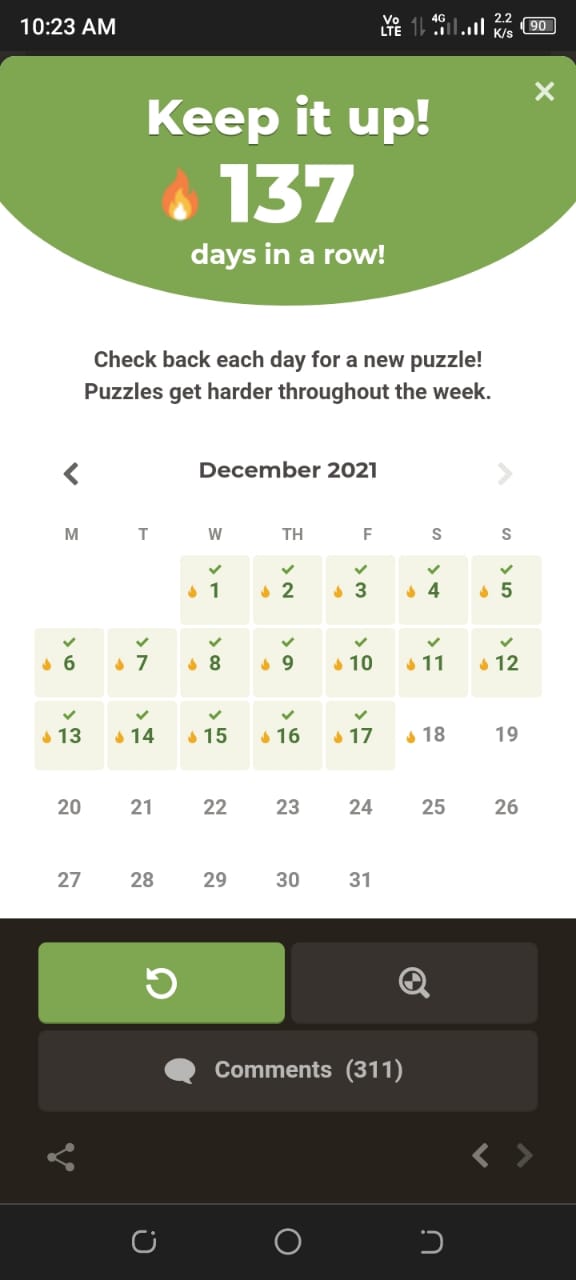 10:23 AM Vo LTE 4G 2.2 K/s 90
Keep it up!
137
days in a row!
Check back each day for a new puzzle!
Puzzles get harder throughout the week.
December 2021
M T W TH F S S
1 2 3 4 5
6 7 8 9 10 11 12
13 14 15 16 17 18 19
20 21 22 23 24 25 26
27 28 29 30 31
Comments (311)